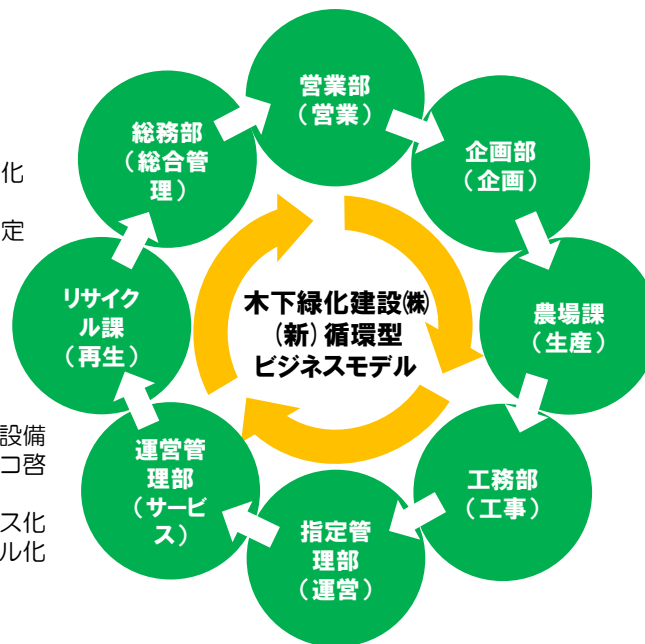 営業部
（営業）
企画部
（企画）
農場課
（生産）
工務部
（工事）
指定管
理部
（運営）
運営管
理部
（サービ
ス）
リサイク
ル課
（再生）
総務部
（総合管
理）
木下緑化建設㈱
（新）循環型
ビジネスモデル
化
定
設備
コ啓
ス化
ル化